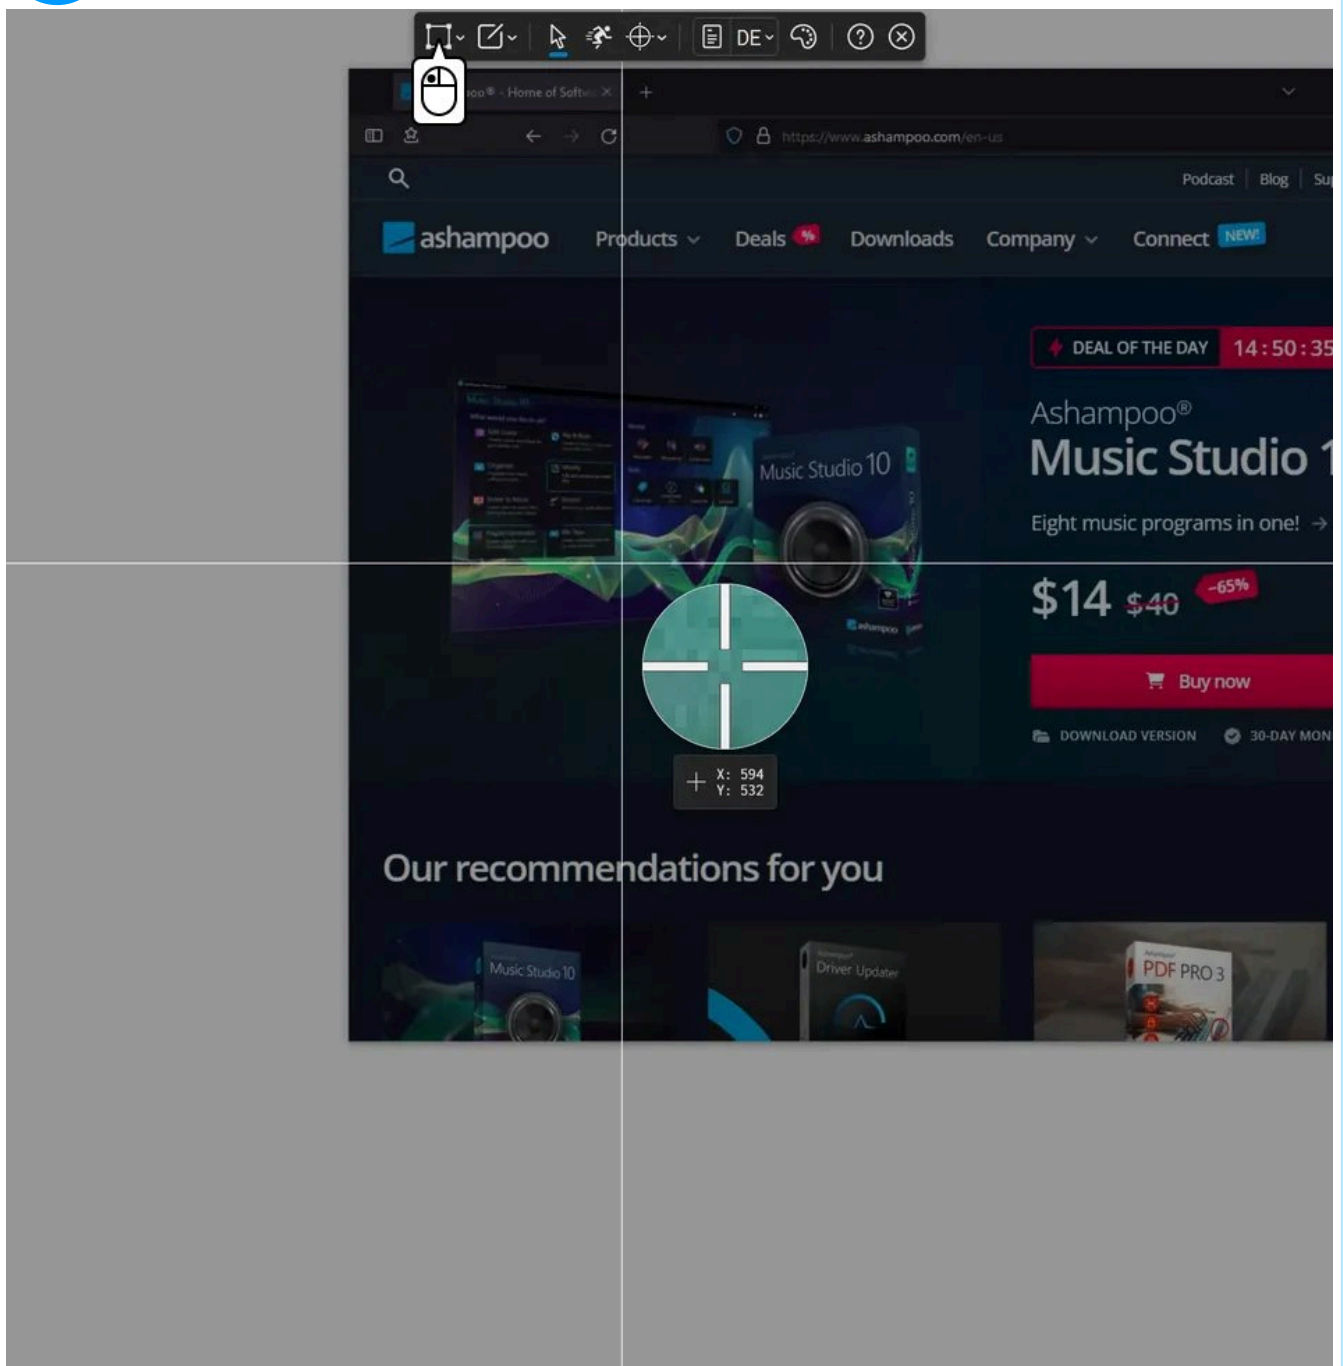 DE
Home of Softw
https://www.ashampoo.com/en-us
Podcast
Blog
Sup
ashampoo
Products
Deals %
Downloads
Company
Connect NEW!
DEAL OF THE DAY 14:50:35
Ashampoo®
Music Studio 1
Eight music programs in one! →
$14 $40 -65%
Buy now
DOWNLOAD VERSION
30-DAY MON
Music Studio 10
ashampoo
X: 594
Y: 532
Our recommendations for you
Music Studio 10
Driver Updater
PDF PRO 3